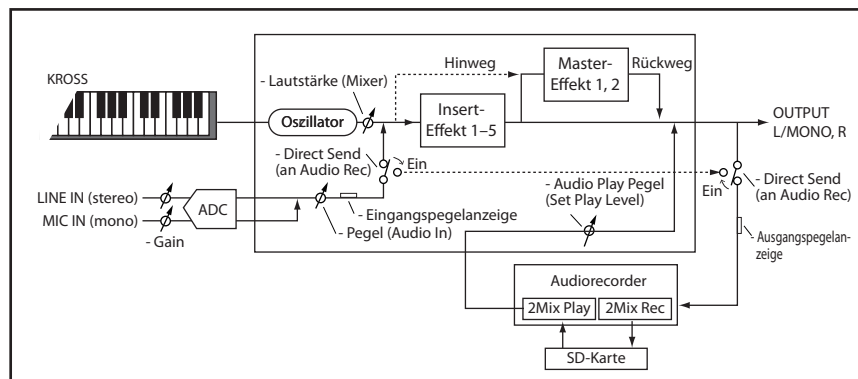 KROSS
- Lautstärke (Mixer)
Hinweg
Master-
Effekt 1, 2
Rückweg
Oszillator
Insert-
Effekt 1–5
OUTPUT
L/MONO, R
- Direct Send
(an Audio Rec)
Ein
LINE IN (stereo)
MIC IN (mono)
ADC
- Gain
- Eingangspegelanzeige
- Pegel (Audio In)
- Audio Play Pegel
(Set Play Level)
Ein
- Direct Send
(an Audio Rec)
- Ausgangspegelan-
zeige
Audiorecorder
2Mix Play
2Mix Rec
SD-Karte